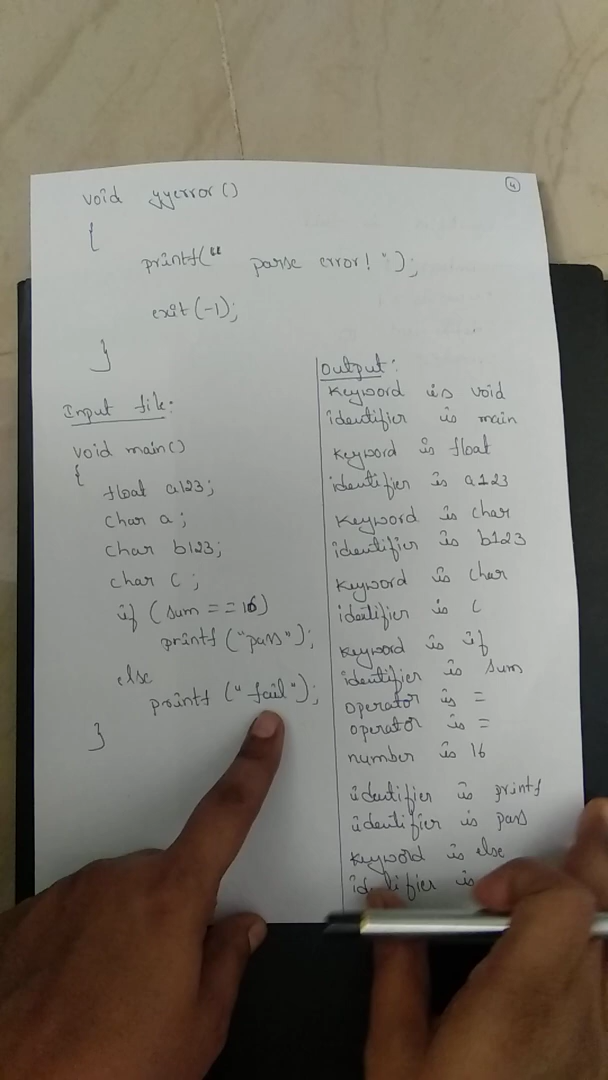 4
void yyerror()
{
printf(" parse error! ");
exit(-1);
}
Input file:
void main()
{
float a123;
char a;
char b123;
char c;
if (sum == 16)
printf ("pass");
else
printf ("fail");
}
Output:
Keyword is void
identifier is main
Keyword is float
identifier is a123
Keyword is char
identifier is b123
Keyword is char
identifier is c
Keyword is if
identifier is sum
operator is =
operator is =
number is 16
identifier is printf
identifier is pass
Keyword is else
identifier is